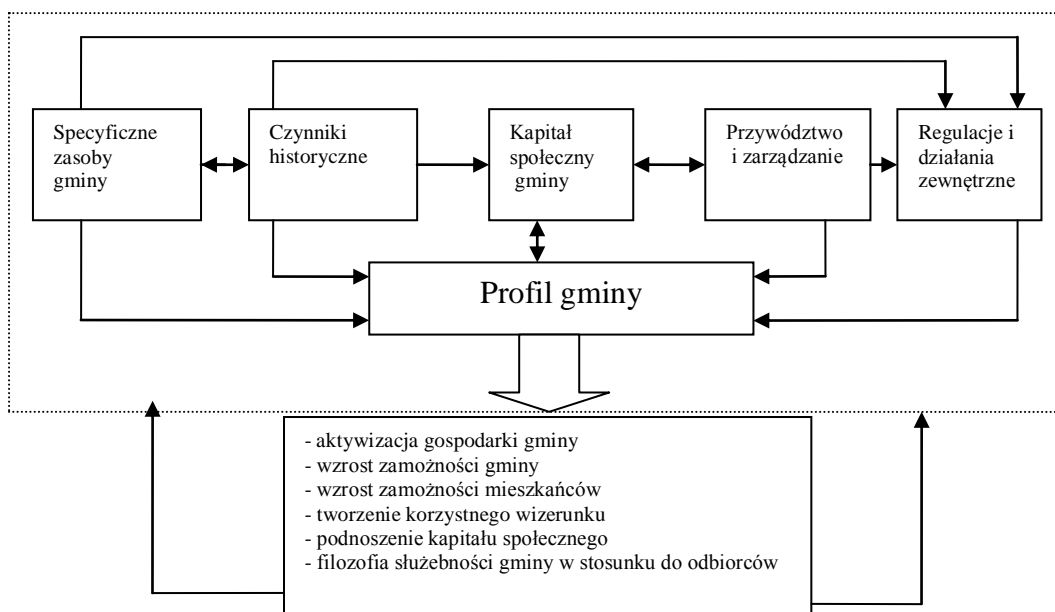 Specyficzne
zasoby
gminy
Czynniki
historyczne
Kapitał
społeczny
gminy
Przywództwo
i zarządzanie
Regulacje i
działania
zewnętrzne
Profil gminy
- aktywizacja gospodarki gminy
- wzrost zamożności gminy
- wzrost zamożności mieszkańców
- tworzenie korzystnego wizerunku
- podnoszenie kapitału społecznego
- filozofia służebności gminy w stosunku do odbiorców